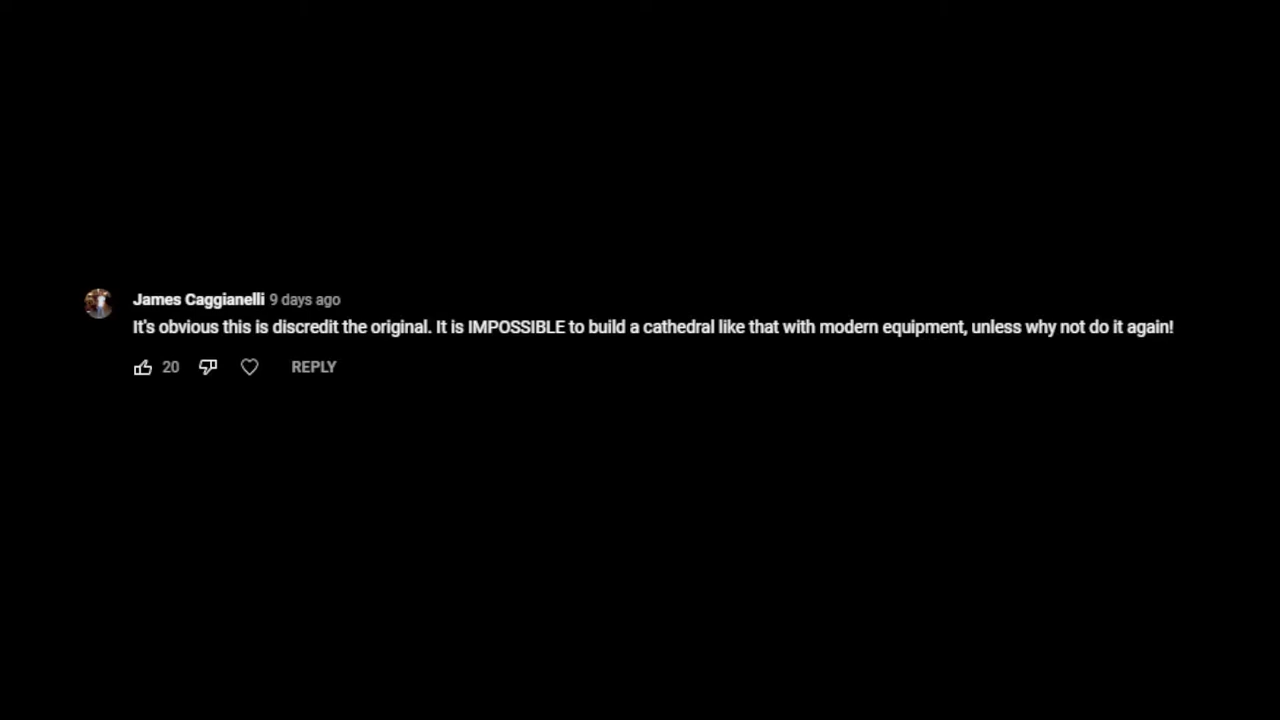 James Caggianelli 9 days ago
It's obvious this is discredit the original. It is IMPOSSIBLE to build a cathedral like that with modern equipment, unless why not do it again!
20 REPLY